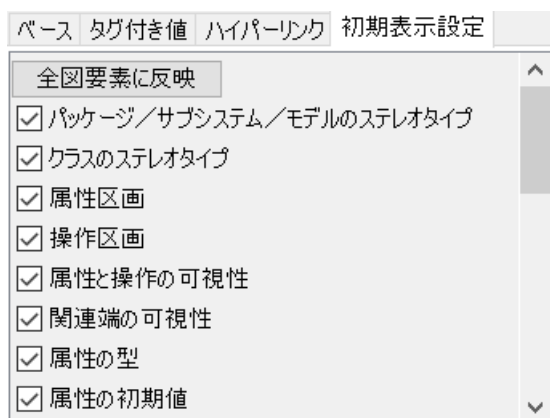 ベース タグ付き値 ハイパーリンク 初期表示設定
全図要素に反映
パッケージ／サブシステム／モデルのステレオタイプ
クラスのステレオタイプ
属性区画
操作区画
属性と操作の可視性
関連端の可視性
属性の型
属性の初期値